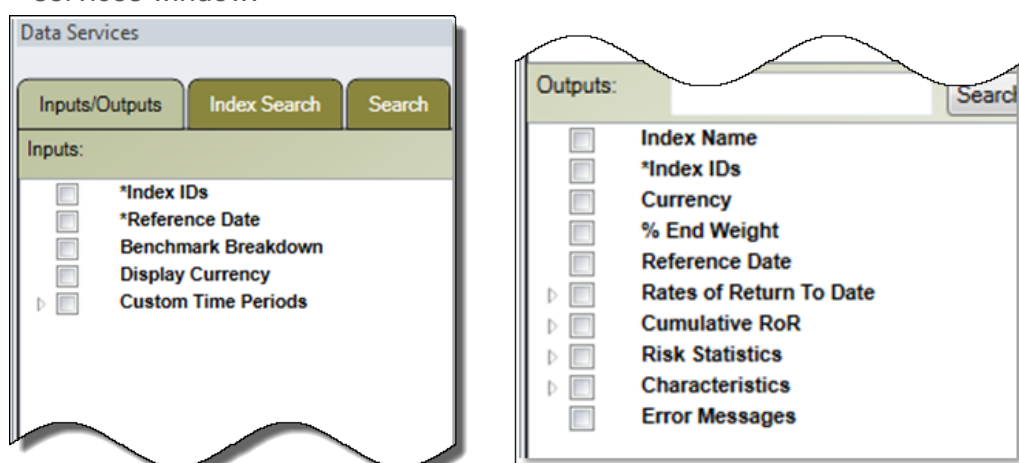 Data Services
Inputs/Outputs Index Search Search
Inputs:
*Index IDs
*Reference Date
Benchmark Breakdown
Display Currency
Custom Time Periods
Outputs:
Search
Index Name
*Index IDs
Currency
% End Weight
Reference Date
Rates of Return To Date
Cumulative RoR
Risk Statistics
Characteristics
Error Messages